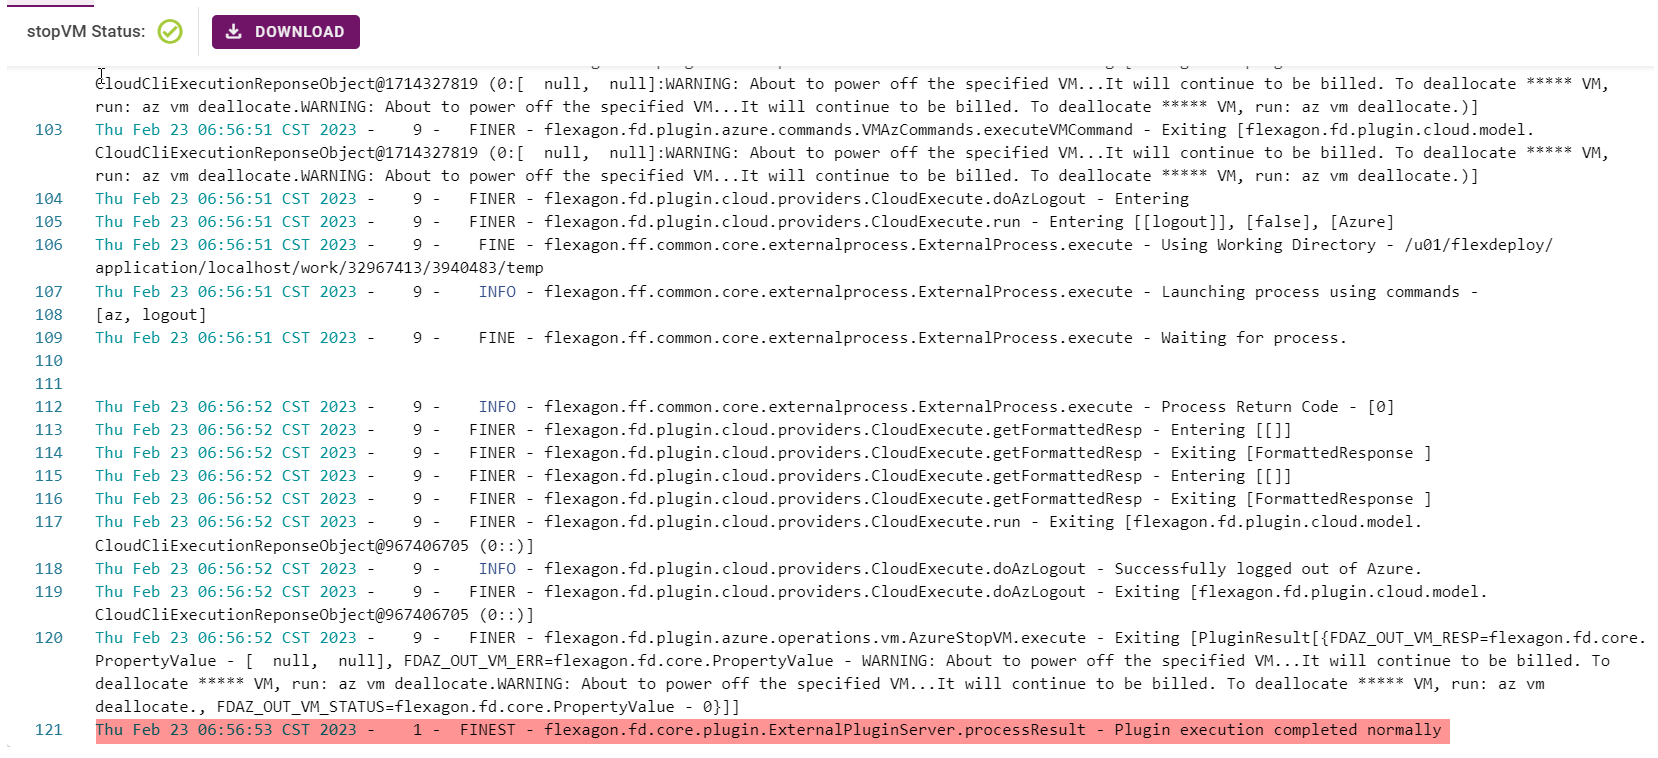 stopVM Status:
DOWNLOAD
CloudCliExecutionReponseObject@1714327819 (0:[  null,  null]:WARNING: About to power off the specified VM...It will continue to be billed. To deallocate ***** VM,
run: az vm deallocate.WARNING: About to power off the specified VM...It will continue to be billed. To deallocate ***** VM, run: az vm deallocate.)]
103 Thu Feb 23 06:56:51 CST 2023 -    9 -   FINER - flexagon.fd.plugin.azure.commands.VMAzCommands.executeVMCommand - Exiting [flexagon.fd.plugin.cloud.model.
CloudCliExecutionReponseObject@1714327819 (0:[  null,  null]:WARNING: About to power off the specified VM...It will continue to be billed. To deallocate ***** VM,
run: az vm deallocate.WARNING: About to power off the specified VM...It will continue to be billed. To deallocate ***** VM, run: az vm deallocate.)]
104 Thu Feb 23 06:56:51 CST 2023 -    9 -   FINER - flexagon.fd.plugin.cloud.providers.CloudExecute.doAzLogout - Entering
105 Thu Feb 23 06:56:51 CST 2023 -    9 -   FINER - flexagon.fd.plugin.cloud.providers.CloudExecute.run - Entering [[logout]], [false], [Azure]
106 Thu Feb 23 06:56:51 CST 2023 -    9 -    FINE - flexagon.ff.common.core.externalprocess.ExternalProcess.execute - Using Working Directory - /u01/flexdeploy/
application/localhost/work/32967413/3940483/temp
107 Thu Feb 23 06:56:51 CST 2023 -    9 -    INFO - flexagon.ff.common.core.externalprocess.ExternalProcess.execute - Launching process using commands -
108 [az, logout]
109 Thu Feb 23 06:56:51 CST 2023 -    9 -    FINE - flexagon.ff.common.core.externalprocess.ExternalProcess.execute - Waiting for process.
110
111
112 Thu Feb 23 06:56:52 CST 2023 -    9 -    INFO - flexagon.ff.common.core.externalprocess.ExternalProcess.execute - Process Return Code - [0]
113 Thu Feb 23 06:56:52 CST 2023 -    9 -   FINER - flexagon.fd.plugin.cloud.providers.CloudExecute.getFormattedResp - Entering [[]]
114 Thu Feb 23 06:56:52 CST 2023 -    9 -   FINER - flexagon.fd.plugin.cloud.providers.CloudExecute.getFormattedResp - Exiting [FormattedResponse ]
115 Thu Feb 23 06:56:52 CST 2023 -    9 -   FINER - flexagon.fd.plugin.cloud.providers.CloudExecute.getFormattedResp - Entering [[]]
116 Thu Feb 23 06:56:52 CST 2023 -    9 -   FINER - flexagon.fd.plugin.cloud.providers.CloudExecute.getFormattedResp - Exiting [FormattedResponse ]
117 Thu Feb 23 06:56:52 CST 2023 -    9 -   FINER - flexagon.fd.plugin.cloud.providers.CloudExecute.run - Exiting [flexagon.fd.plugin.cloud.model.
CloudCliExecutionReponseObject@967406705 (0::)]
118 Thu Feb 23 06:56:52 CST 2023 -    9 -    INFO - flexagon.fd.plugin.cloud.providers.CloudExecute.doAzLogout - Successfully logged out of Azure.
119 Thu Feb 23 06:56:52 CST 2023 -    9 -   FINER - flexagon.fd.plugin.cloud.providers.CloudExecute.doAzLogout - Exiting [flexagon.fd.plugin.cloud.model.
CloudCliExecutionReponseObject@967406705 (0::)]
120 Thu Feb 23 06:56:52 CST 2023 -    9 -   FINER - flexagon.fd.plugin.azure.operations.vm.AzureStopVM.execute - Exiting [PluginResult[{FDAZ_OUT_VM_RESP=flexagon.fd.core.
PropertyValue - [  null,  null], FDAZ_OUT_VM_ERR=flexagon.fd.core.PropertyValue - WARNING: About to power off the specified VM...It will continue to be billed. To
deallocate ***** VM, run: az vm deallocate.WARNING: About to power off the specified VM...It will continue to be billed. To deallocate ***** VM, run: az vm
deallocate., FDAZ_OUT_VM_STATUS=flexagon.fd.core.PropertyValue - 0}]]
121 Thu Feb 23 06:56:53 CST 2023 -    1 -  FINEST - flexagon.fd.core.plugin.ExternalPluginServer.processResult - Plugin execution completed normally